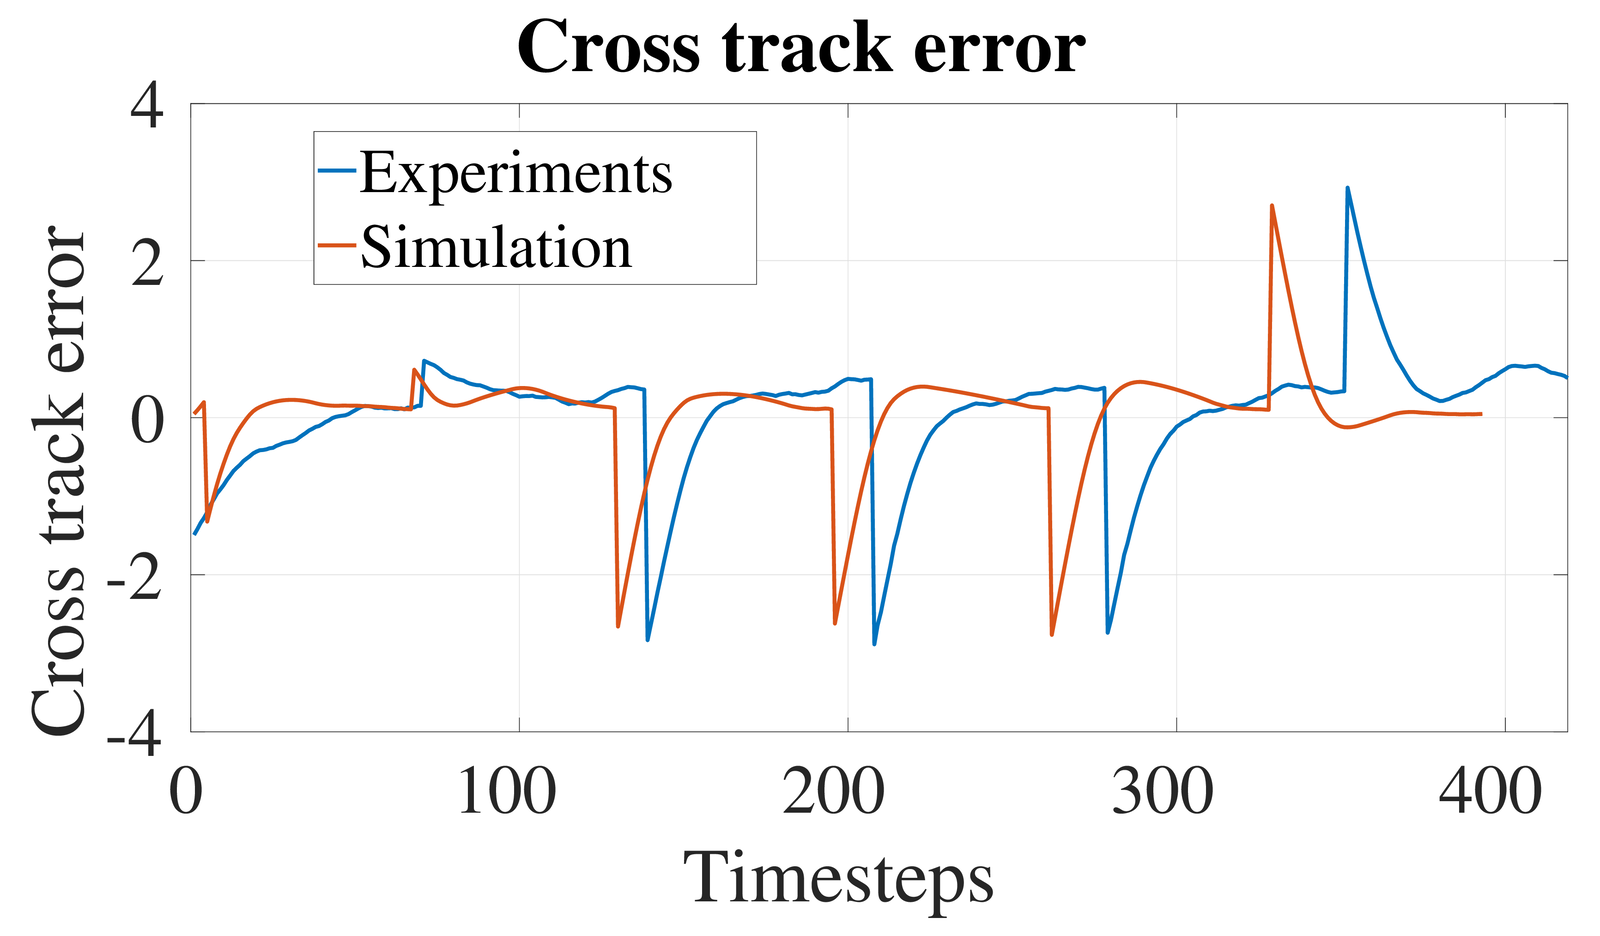 Cross track error
Experiments
Simulation
Cross track error
4
2
0
-2
-4
0 100 200 300 400
Timesteps